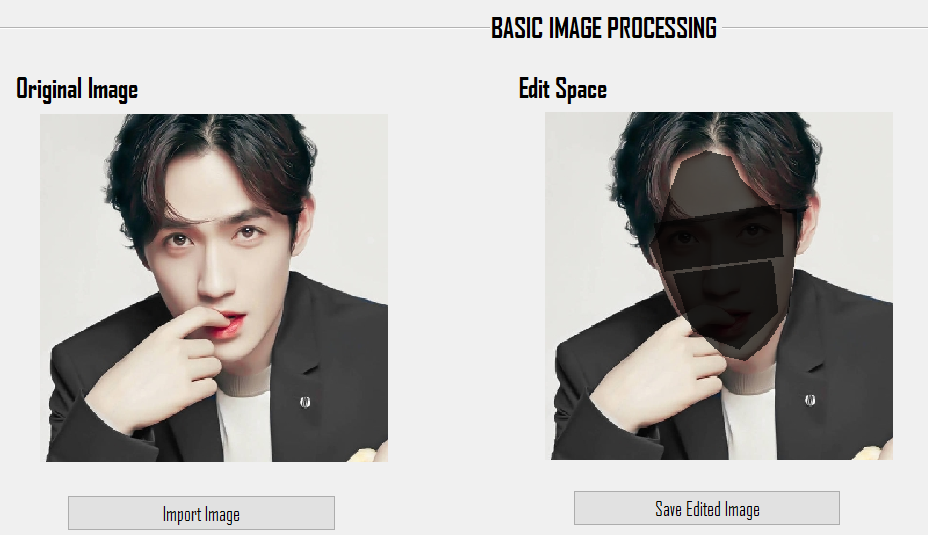 BASIC IMAGE PROCESSING
Original Image
Edit Space
Import Image
Save Edited Image